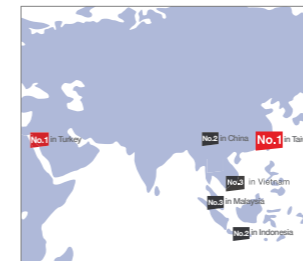 No.1 in Turkey
No.2 in China
No.1 in Tai
No.3 in Vietnam
No.3 in Malaysia
No.2 in Indonesia